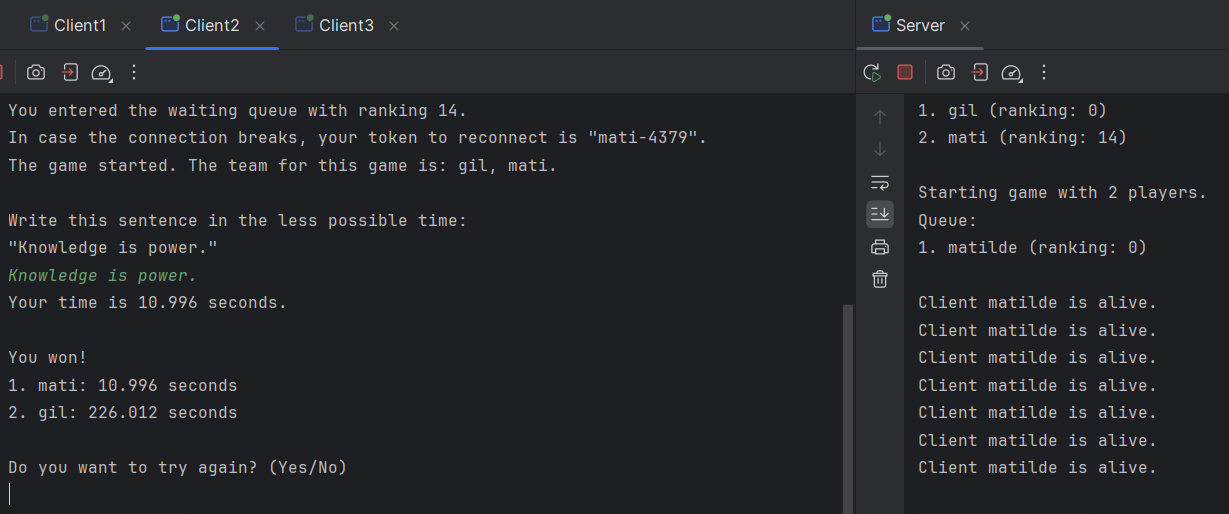 Client1
Client2
Client3
You entered the waiting queue with ranking 14.
In case the connection breaks, your token to reconnect is "mati-4379".
The game started. The team for this game is: gil, mati.
Write this sentence in the less possible time:
"Knowledge is power."
Knowledge is power.
Your time is 10.996 seconds.
You won!
1. mati: 10.996 seconds
2. gil: 226.012 seconds
Do you want to try again? (Yes/No)
Server
1. gil (ranking: 0)
2. mati (ranking: 14)
Starting game with 2 players.
Queue:
1. matilde (ranking: 0)
Client matilde is alive.
Client matilde is alive.
Client matilde is alive.
Client matilde is alive.
Client matilde is alive.
Client matilde is alive.
Client matilde is alive.